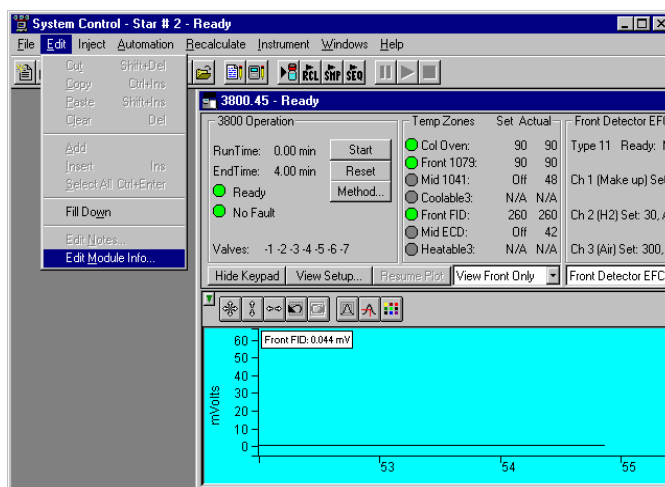 System Control - Star # 2 - Ready
File Edit Inject Automation Recalculate Instrument Windows Help
Cut Shift+Del
Copy Ctrl+Ins
Paste Shift+Ins
Clear Del
Add
Insert Ins
Select All Ctrl+Enter
Fill Down
Edit Notes...
Edit Module Info...
RCL SMP SEQ
3800.45 - Ready
3800 Operation
RunTime: 0.00 min Start
EndTime: 4.00 min Reset
Ready Method...
No Fault
Valves: -1 -2 -3 -4 -5 -6 -7
Temp Zones Set Actual
Col Oven: 90 90
Front 1079: 90 90
Mid 1041: Off 48
Coolable3: N/A N/A
Front FID: 260 260
Mid ECD: Off 42
Heatable3: N/A N/A
Front Detector EFC
Type 11 Ready:
Ch 1 (Make up) Set
Ch 2 (H2) Set: 30,
Ch 3 (Air) Set: 300,
Hide Keypad View Setup... Resume Plot View Front Only Front Detector EFC
Front FID: 0.044 mV
mVolts
60
50
40
30
20
10
0
53 54 55